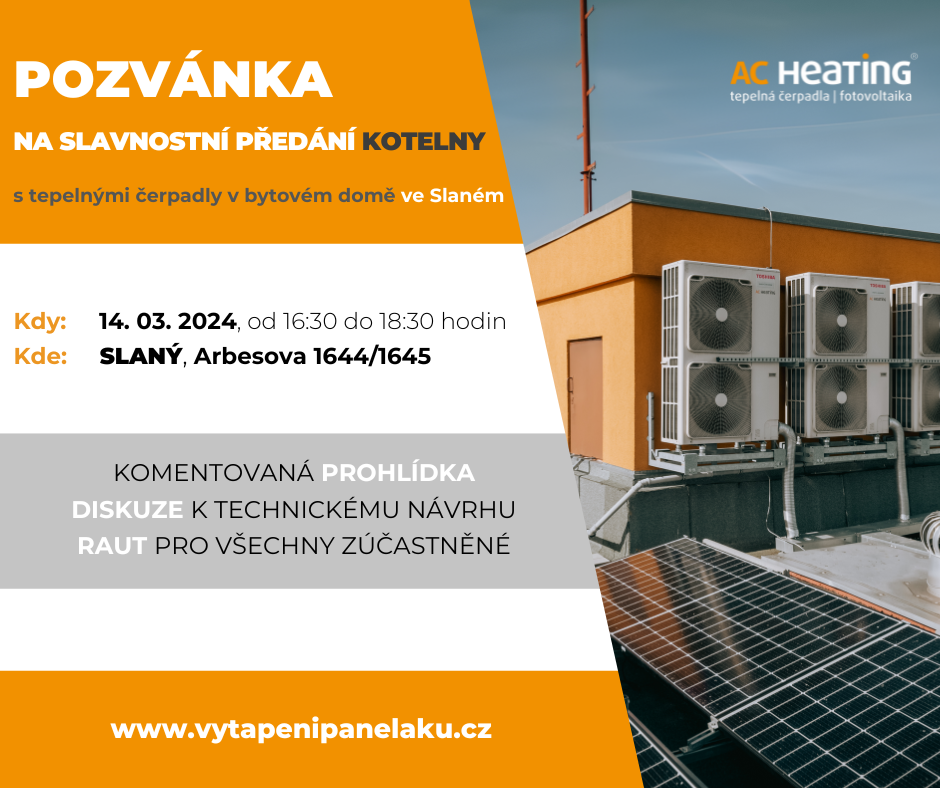 POZVÁNKA
NA SLAVNOSTNÍ PŘEDÁNÍ KOTELNY
s tepelnými čerpadly v bytovém domě ve Slaném
AC HEATING®
tepelná čerpadla | fotovoltaika
Kdy: 14. 03. 2024, od 16:30 do 18:30 hodin
Kde: SLANÝ, Arbesova 1644/1645
KOMENTOVANÁ PROHLÍDKA
DISKUZE K TECHNICKÉMU NÁVRHU
RAUT PRO VŠECHNY ZÚČASTNĚNÉ
www.vytapenipanelaku.cz
TOSHIBA
TOSHIBA